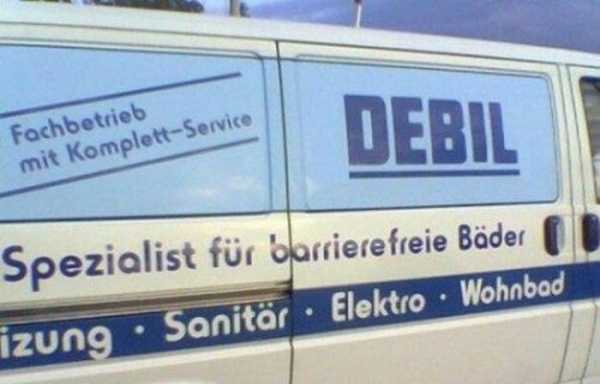 Fachbetrieb
mit Komplett-Service
DEBIL
Spezialist für barrierefreie Bäder
izung · Sanitär · Elektro · Wohnbad